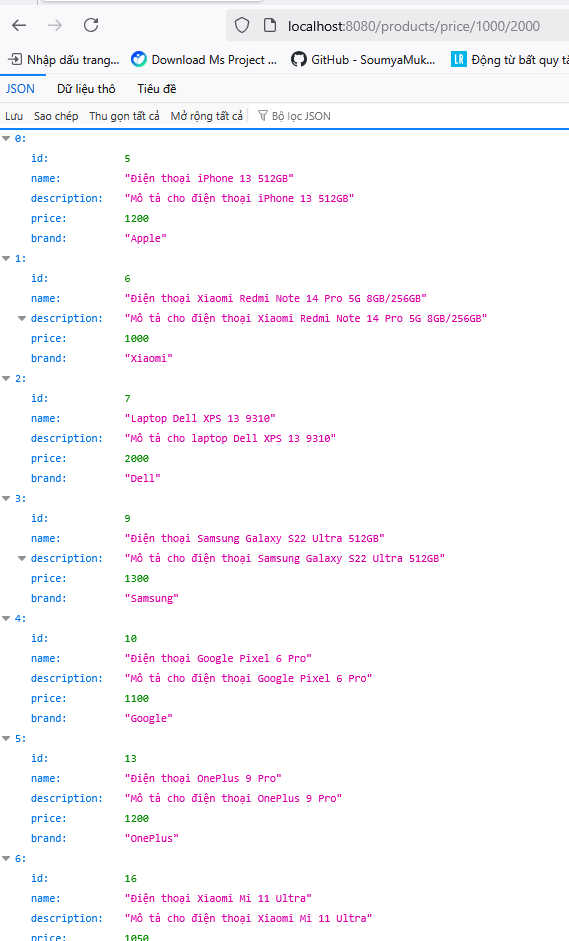 localhost:8080/products/price/1000/2000
Nhập dấu trang... Download Ms Project ... GitHub - SoumyaMuk... LR Động từ bất quy tắ
JSON Dữ liệu thô Tiêu đề
Lưu Sao chép Thu gọn tất cả Mở rộng tất cả Bộ lọc JSON
0:
id: 5
name: "Điện thoại iPhone 13 512GB"
description: "Mô tả cho điện thoại iPhone 13 512GB"
price: 1200
brand: "Apple"
1:
id: 6
name: "Điện thoại Xiaomi Redmi Note 14 Pro 5G 8GB/256GB"
description: "Mô tả cho điện thoại Xiaomi Redmi Note 14 Pro 5G 8GB/256GB"
price: 1000
brand: "Xiaomi"
2:
id: 7
name: "Laptop Dell XPS 13 9310"
description: "Mô tả cho laptop Dell XPS 13 9310"
price: 2000
brand: "Dell"
3:
id: 9
name: "Điện thoại Samsung Galaxy S22 Ultra 512GB"
description: "Mô tả cho điện thoại Samsung Galaxy S22 Ultra 512GB"
price: 1300
brand: "Samsung"
4:
id: 10
name: "Điện thoại Google Pixel 6 Pro"
description: "Mô tả cho điện thoại Google Pixel 6 Pro"
price: 1100
brand: "Google"
5:
id: 13
name: "Điện thoại OnePlus 9 Pro"
description: "Mô tả cho điện thoại OnePlus 9 Pro"
price: 1200
brand: "OnePlus"
6:
id: 16
name: "Điện thoại Xiaomi Mi 11 Ultra"
description: "Mô tả cho điện thoại Xiaomi Mi 11 Ultra"
price: 1050